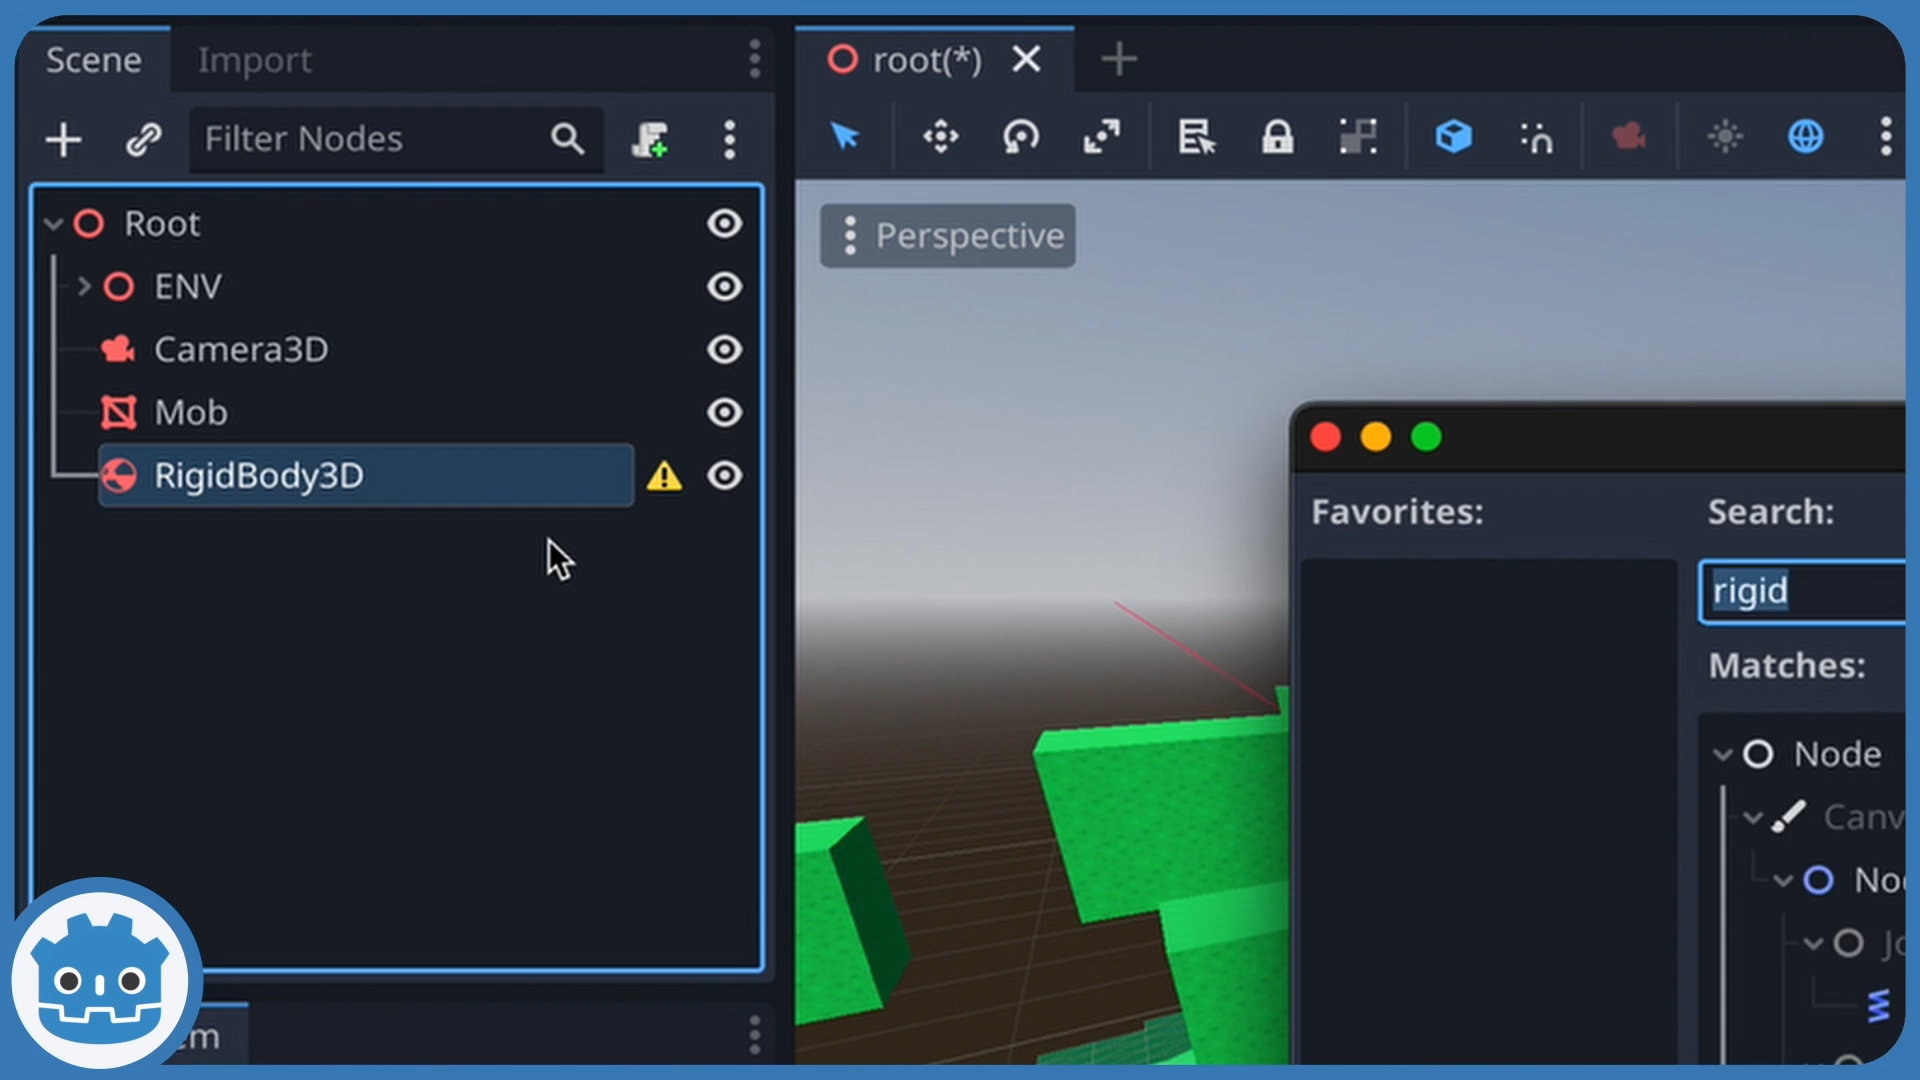 Scene
Import
Filter Nodes
Root
ENV
Camera3D
Mob
RigidBody3D
root(*)
Perspective
Favorites:
Search:
rigid
Matches:
Node